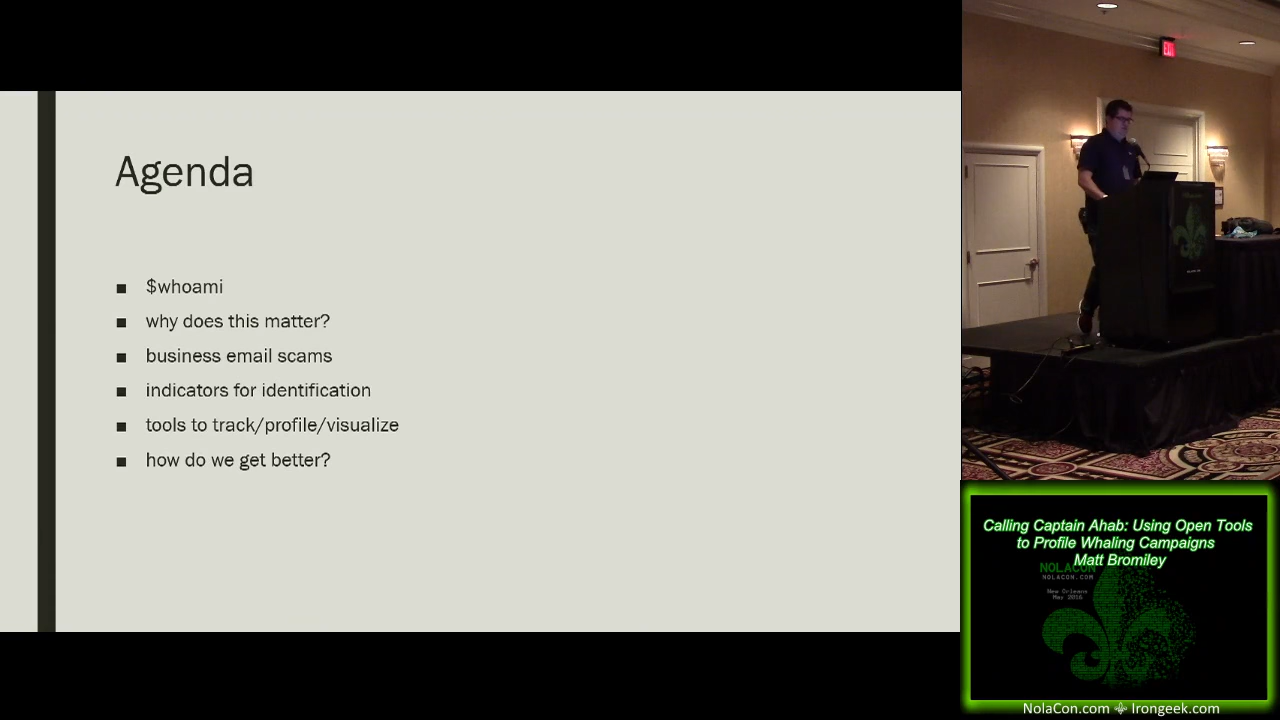 Agenda
$whoami
why does this matter?
business email scams
indicators for identification
tools to track/profile/visualize
how do we get better?
EXIT
Calling Captain Ahab: Using Open Tools
to Profile Whaling Campaigns
Matt Bromiley
NOLACON
NOLACON.COM
New Orleans
May 2016
NolaCon.com ⚜ Irongeek.com